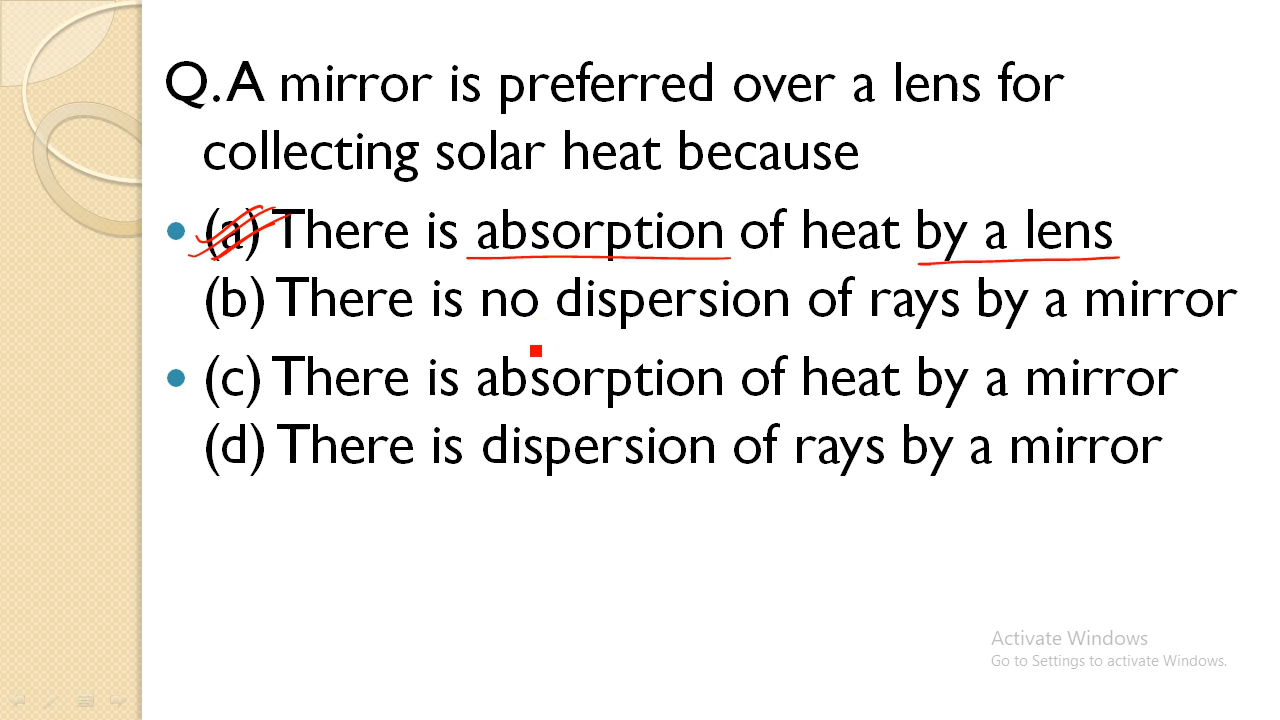 Q.A mirror is preferred over a lens for
collecting solar heat because
• (a) There is absorption of heat by a lens
(b) There is no dispersion of rays by a mirror
• (c) There is absorption of heat by a mirror
(d) There is dispersion of rays by a mirror
Activate Windows
Go to Settings to activate Windows.